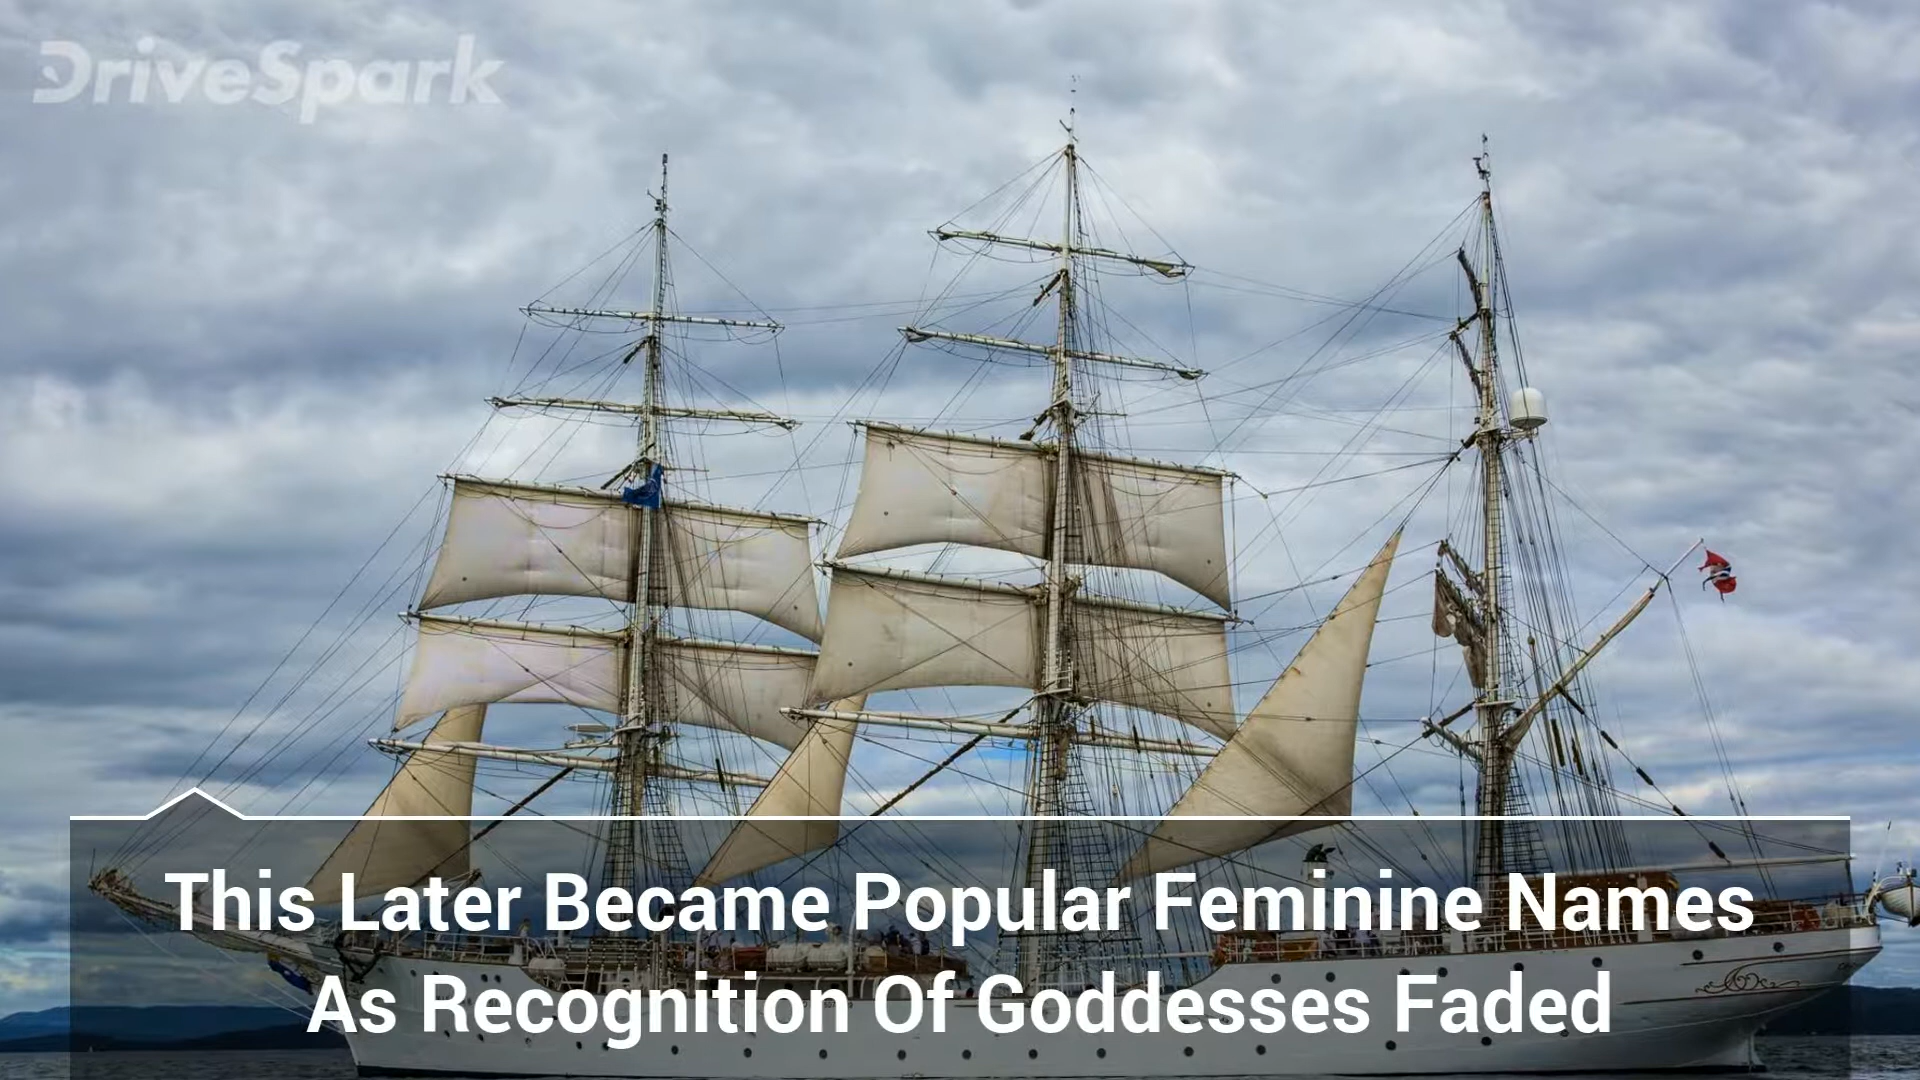 DriveSpark
This Later Became Popular Feminine Names
As Recognition Of Goddesses Faded